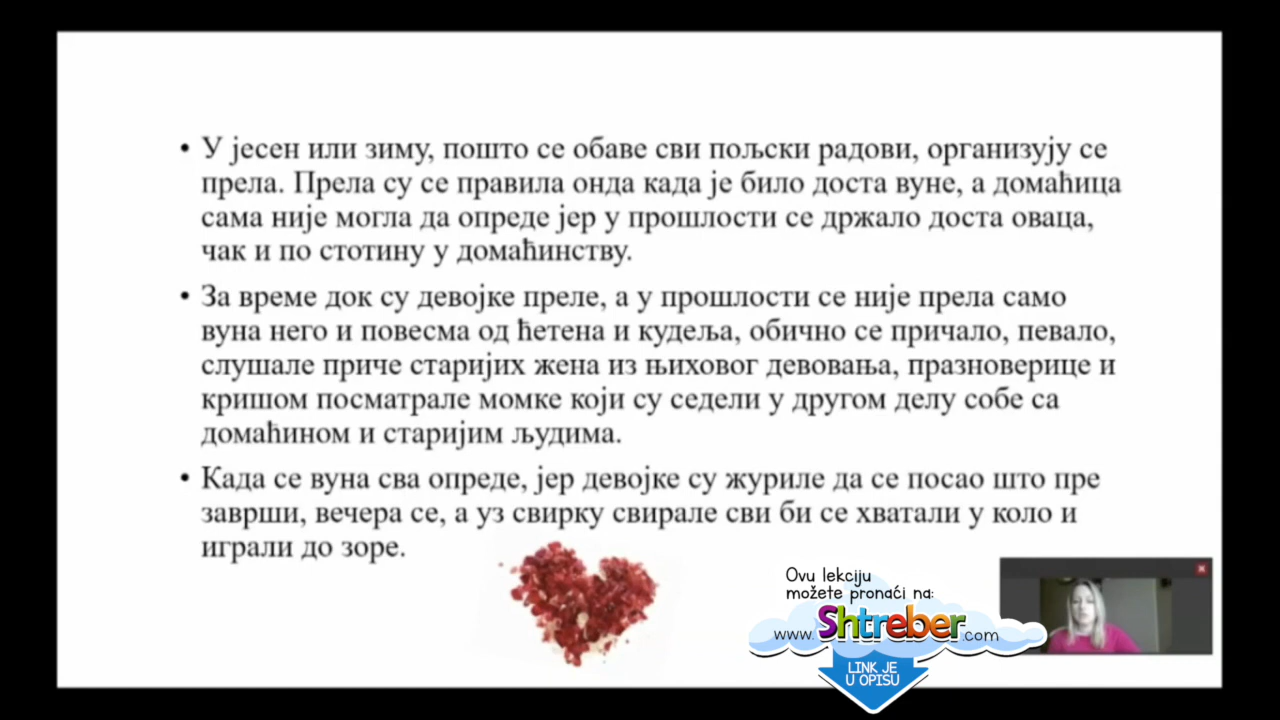 • У јесен или зиму, пошто се обаве сви пољски радови, организују се
прела. Прела су се правила онда када је било доста вуне, а домаћица
сама није могла да опреде јер у прошлости се држало доста оваца,
чак и по стотину у домаћинству.
• За време док су девојке преле, а у прошлости се није прела само
вуна него и повесма од ћетена и кудеља, обично се причало, певало,
слушале приче старијих жена из њиховог девовања, празноверице и
кришом посматрале момке који су седели у другом делу собе са
домаћином и старијим људима.
• Када се вуна сва опреде, јер девојке су журиле да се посао што пре
заврши, вечера се, а уз свирку свирале сви би се хватали у коло и
играли до зоре.
Ovu lekciju
možete pronaći na:
www.Shtreber.com
LINK JE
U OPISU